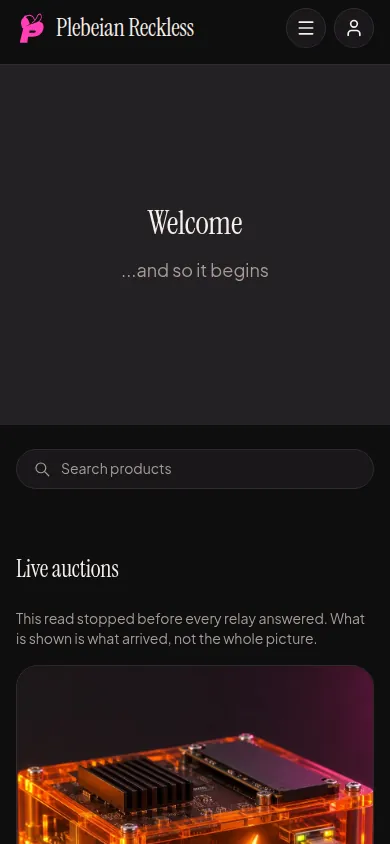 Plebeian Reckless
Welcome
...and so it begins
Search products
Live auctions
This read stopped before every relay answered. What
is shown is what arrived, not the whole picture.